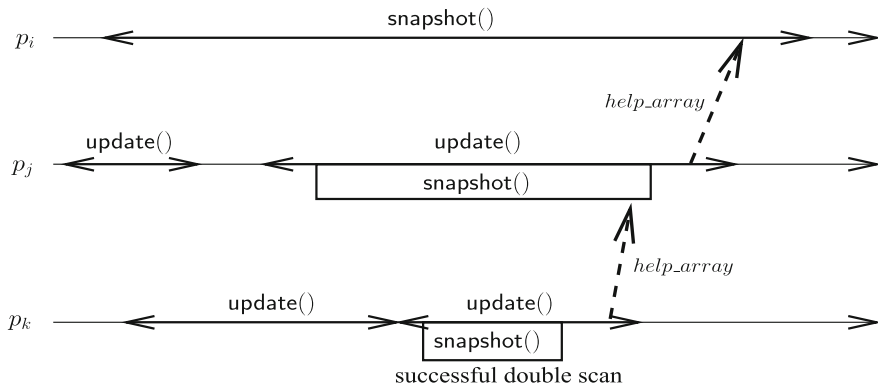 snapshot()
p_i
help_array
update()
update()
p_j
snapshot()
help_array
update()
update()
p_k
snapshot()
successful double scan